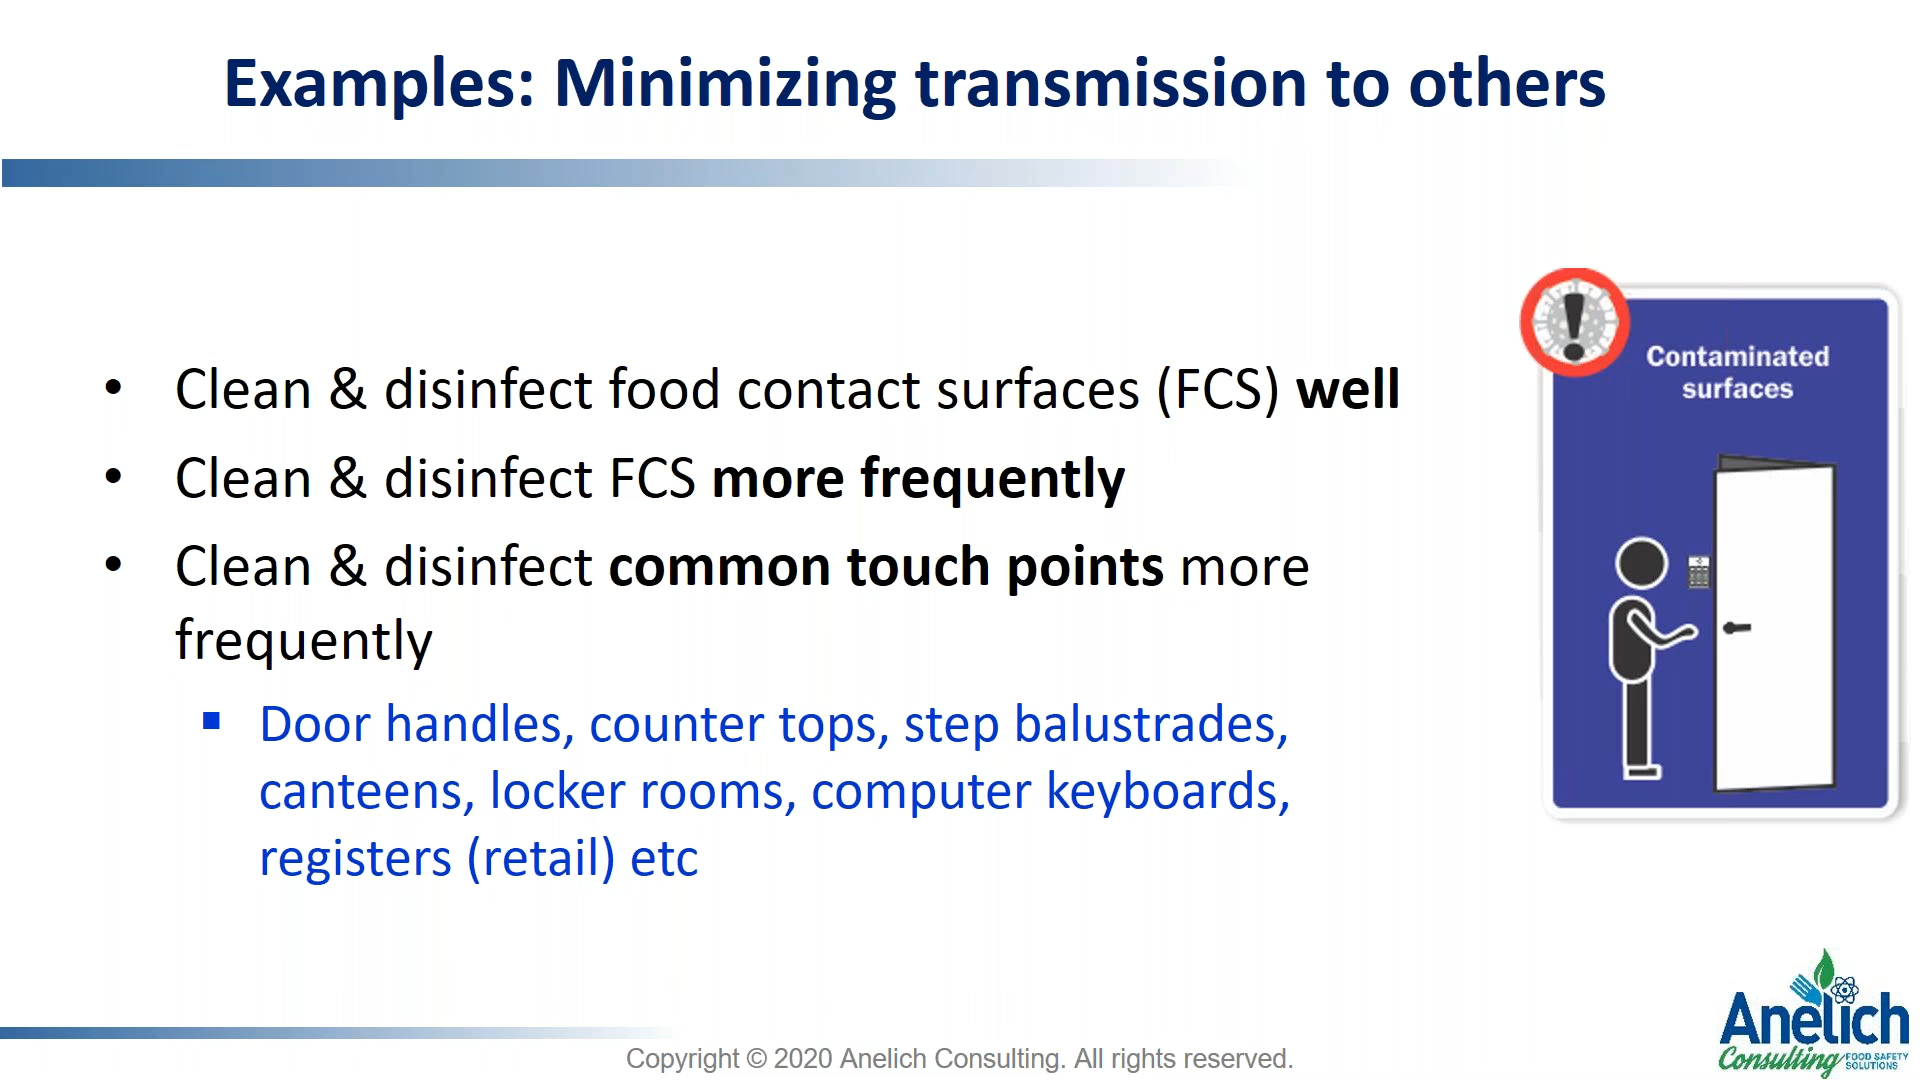 Examples: Minimizing transmission to others
• Clean & disinfect food contact surfaces (FCS) well
• Clean & disinfect FCS more frequently
• Clean & disinfect common touch points more
frequently
▪ Door handles, counter tops, step balustrades,
canteens, locker rooms, computer keyboards,
registers (retail) etc
Contaminated
surfaces
Anelich
Consulting FOOD SAFETY
SOLUTIONS
Copyright © 2020 Anelich Consulting. All rights reserved.